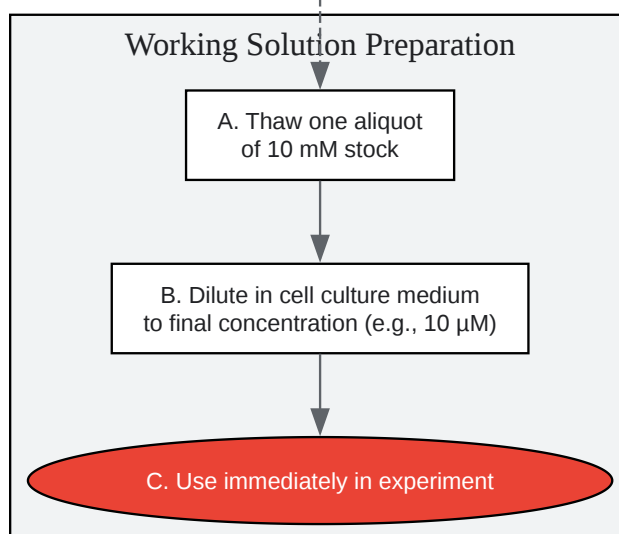 Working Solution Preparation
A. Thaw one aliquot
of 10 mM stock
B. Dilute in cell culture medium
to final concentration (e.g., 10 µM)
C. Use immediately in experiment